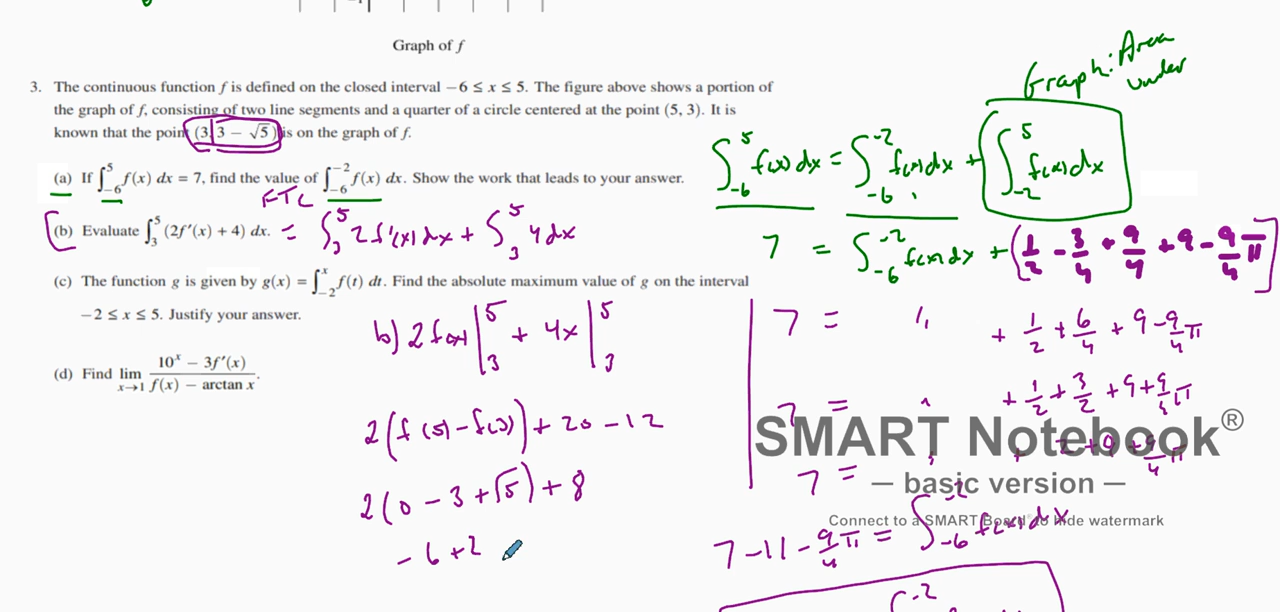 Graph of f
3. The continuous function f is defined on the closed interval −6 ≤ x ≤ 5. The figure above shows a portion of
the graph of f, consisting of two line segments and a quarter of a circle centered at the point (5, 3). It is
known that the point (3, 3 − √5) is on the graph of f.
(a) If ∫_{-6}^{5} f(x) dx = 7, find the value of ∫_{-6}^{-2} f(x) dx. Show the work that leads to your answer.
FTC
(b) Evaluate ∫_{3}^{5} (2f′(x) + 4) dx. = ∫_{3}^{5} 2f'(x)dx + ∫_{3}^{5} 4dx
(c) The function g is given by g(x) = ∫_{-2}^{x} f(t) dt. Find the absolute maximum value of g on the interval
−2 ≤ x ≤ 5. Justify your answer.
(d) Find lim_{x→1} (10^x − 3f′(x))/(f(x) − arctan x).
b) 2f(x) |_{3}^{5} + 4x |_{3}^{5}
2(f(5) - f(3)) + 20 - 12
2(0 - 3 + √5) + 8
- 6 + 2
Graph: Area under
∫_{-6}^{5} f(x)dx = ∫_{-6}^{-2} f(x)dx + ∫_{-2}^{5} f(x)dx
7 = ∫_{-6}^{-2} f(x)dx + (1/2 - 3/4 + 9/4 + 9 - 9/4 π)
7 = " + 1/2 + 6/4 + 9 - 9/4 π
7 = " + 1/2 + 3/2 + 9 + 9/4 π
7 = " + 2 + 9 + 9/4 π
7 - 11 - 9/4 π = ∫_{-6}^{-2} f(x)dx
∫^{-2}
SMART Notebook®
— basic version —
Connect to a SMART Board to hide watermark